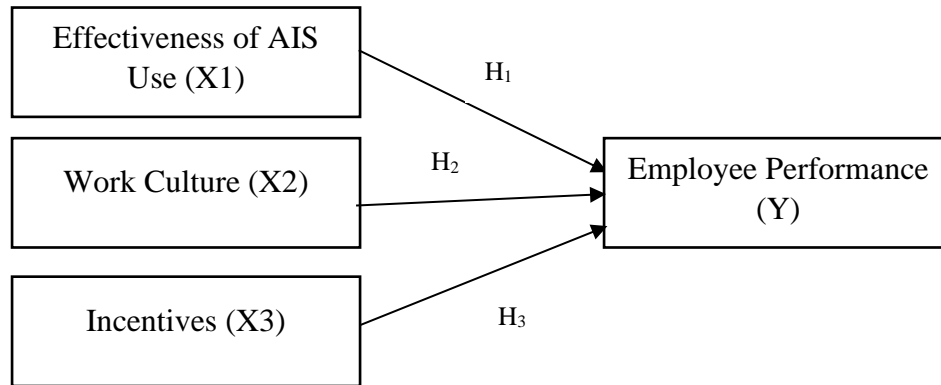 Effectiveness of AIS
Use (X1)
H₁
Work Culture (X2)
H₂
Employee Performance
(Y)
Incentives (X3)
H₃